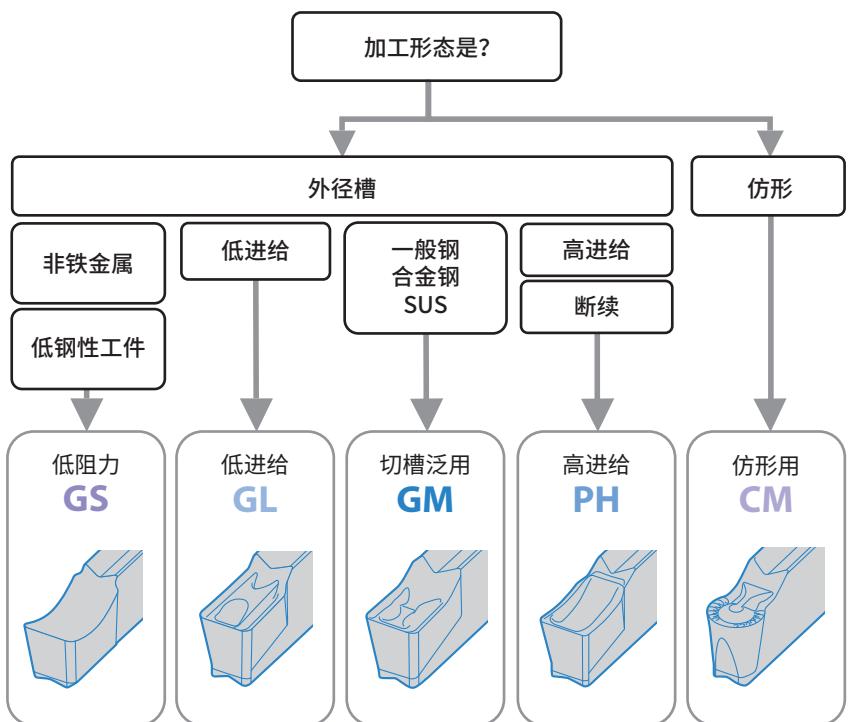 加工形态是?
外径槽
仿形
非铁金属
低钢性工件
低进给
一般钢
合金钢
SUS
高进给
断续
低阻力
GS
低进给
GL
切槽泛用
GM
高进给
PH
仿形用
CM